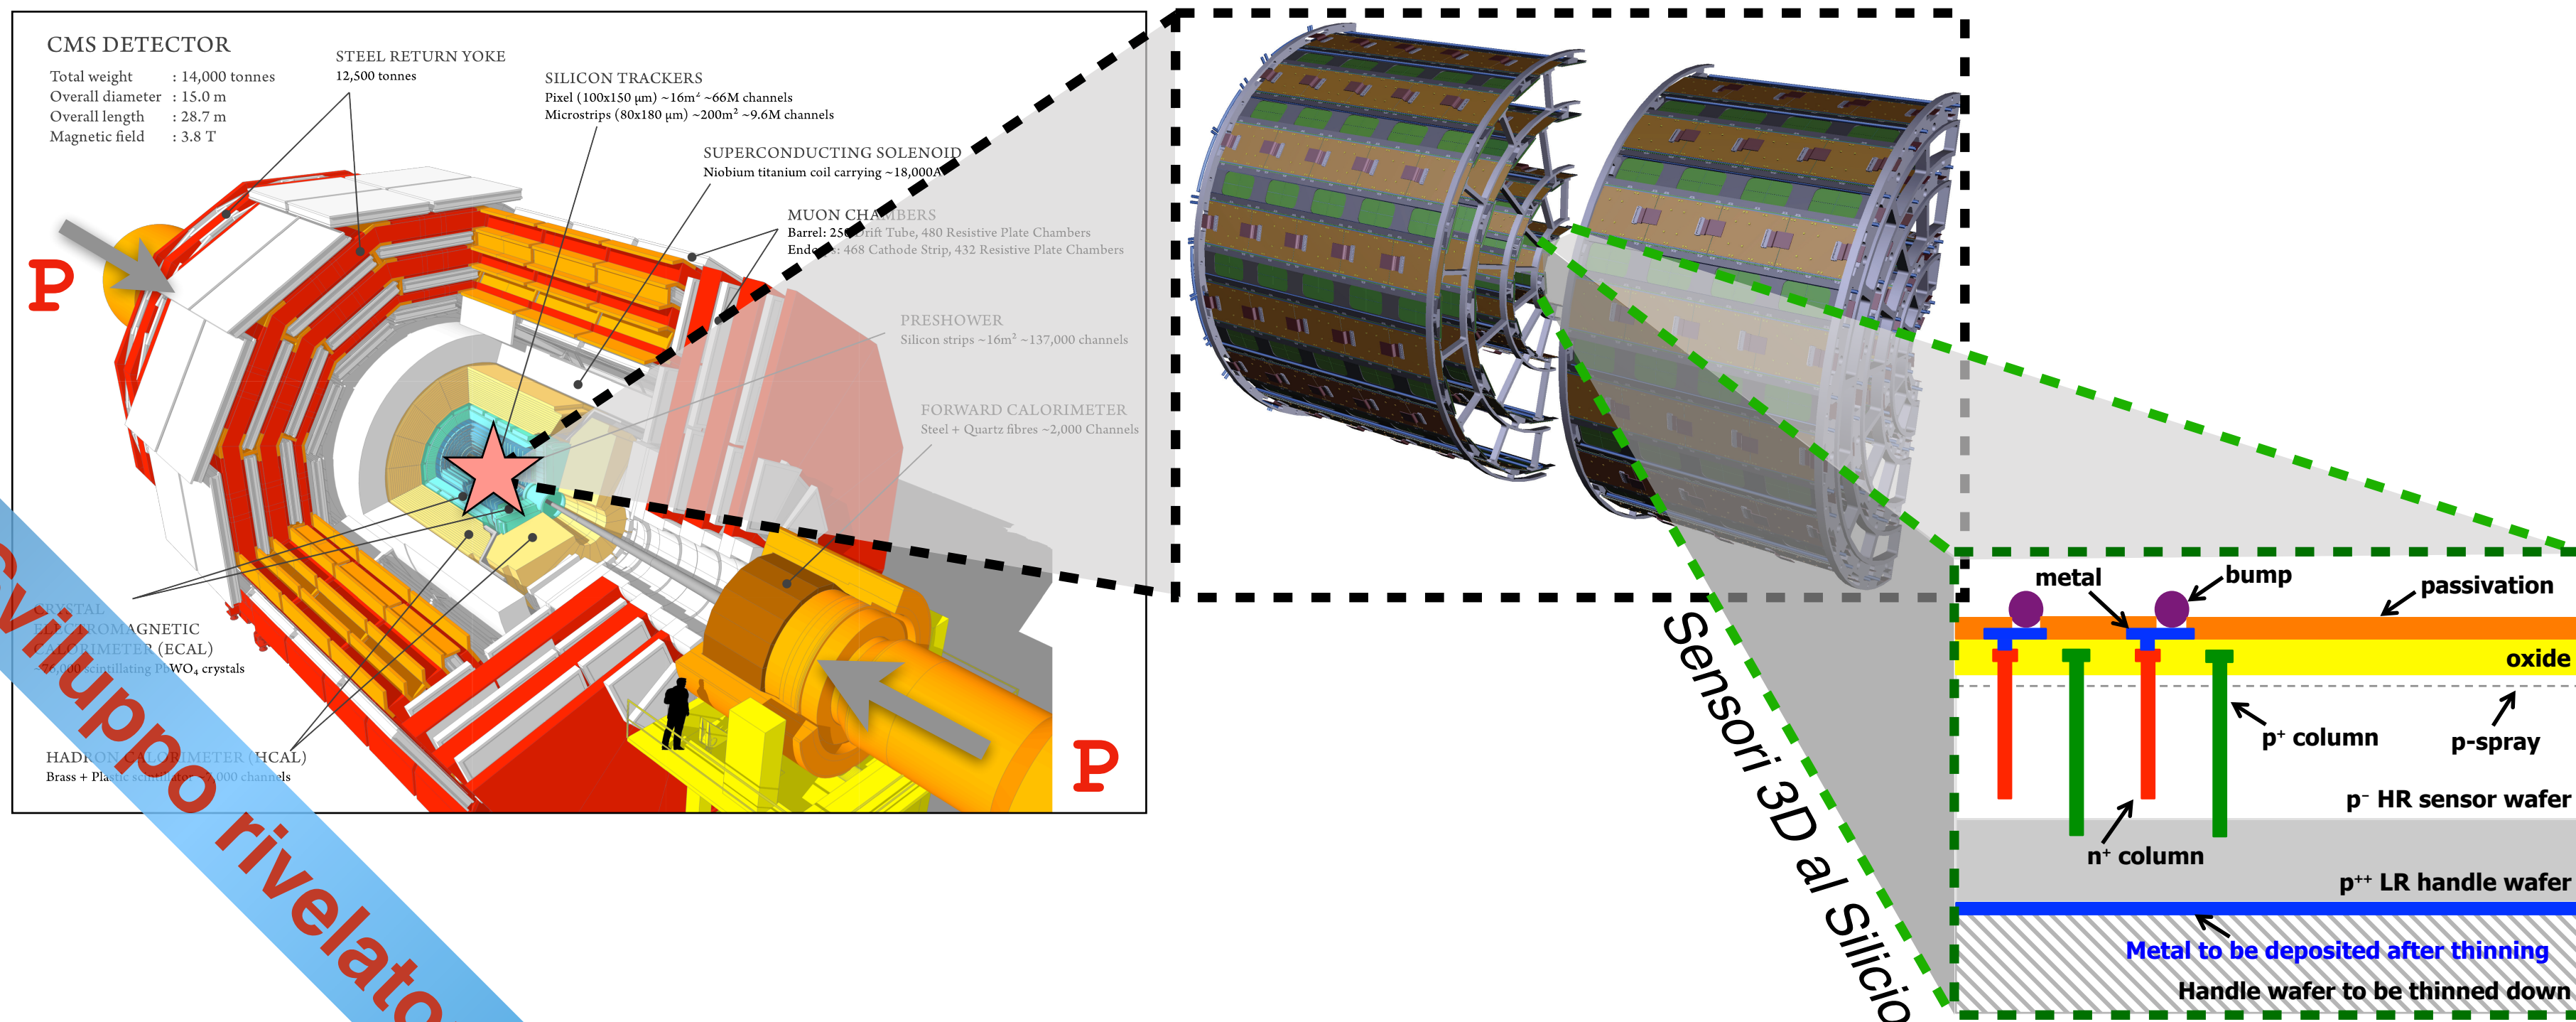 CMS DETECTOR
Total weight : 14,000 tonnes
Overall diameter : 15.0 m
Overall length : 28.7 m
Magnetic field : 3.8 T
STEEL RETURN YOKE
12,500 tonnes
SILICON TRACKERS
Pixel (100x150 μm) ~16m² ~66M channels
Microstrips (80x180 μm) ~200m² ~9.6M channels
SUPERCONDUCTING SOLENOID
Niobium titanium coil carrying ~18,000A
MUON CHAMBERS
Barrel: 250 Drift Tube, 480 Resistive Plate Chambers
Endcaps: 468 Cathode Strip, 432 Resistive Plate Chambers
PRESHOWER
Silicon strips ~16m² ~137,000 channels
FORWARD CALORIMETER
Steel + Quartz fibres ~2,000 Channels
P
P
CRYSTAL
ELECTROMAGNETIC
CALORIMETER (ECAL)
~76,000 scintillating PbWO₄ crystals
HADRON CALORIMETER (HCAL)
Brass + Plastic scintillator ~7,000 channels
Sviluppo rivelato
Sensori 3D al Silicio
metal
bump
passivation
oxide
p⁺ column
p-spray
p⁻ HR sensor wafer
n⁺ column
p⁺⁺ LR handle wafer
Metal to be deposited after thinning
Handle wafer to be thinned down